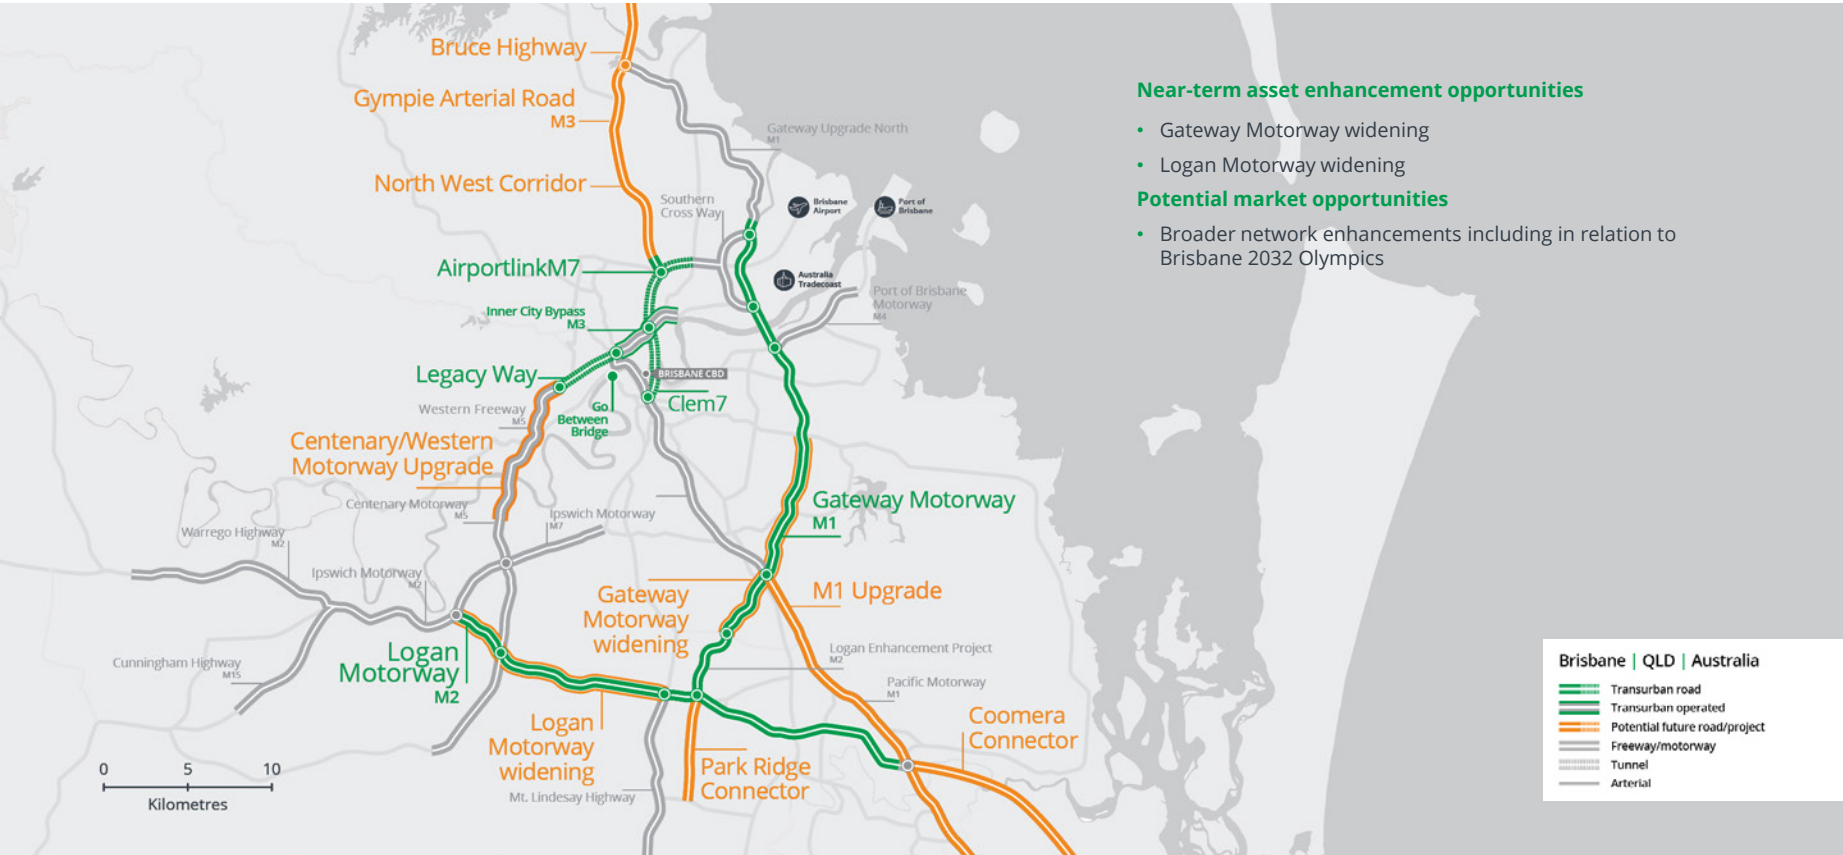 Bruce Highway
Gympie Arterial Road
M3
North West Corridor
Gateway Upgrade North
M1
Southern
Cross Way
Brisbane
Airport
Port of
Brisbane
AirportlinkM7
Australia
Tradecoast
Port of Brisbane
Motorway
M4
Inner City Bypass
M3
Legacy Way
BRISBANE CBD
Clem7
Go
Between
Bridge
Western Freeway
M5
Centenary/Western
Motorway Upgrade
Centenary Motorway
M5
Ipswich Motorway
M7
Warrego Highway
M2
Ipswich Motorway
M2
Gateway Motorway
M1
Gateway
Motorway
widening
M1 Upgrade
Logan Enhancement Project
M2
Pacific Motorway
M1
Cunningham Highway
M15
Logan
Motorway
M2
Logan
Motorway
widening
Coomera
Connector
Park Ridge
Connector
Mt. Lindesay Highway
0 5 10
Kilometres
Near-term asset enhancement opportunities
• Gateway Motorway widening
• Logan Motorway widening
Potential market opportunities
• Broader network enhancements including in relation to
Brisbane 2032 Olympics
Brisbane | QLD | Australia
Transurban road
Transurban operated
Potential future road/project
Freeway/motorway
Tunnel
Arterial